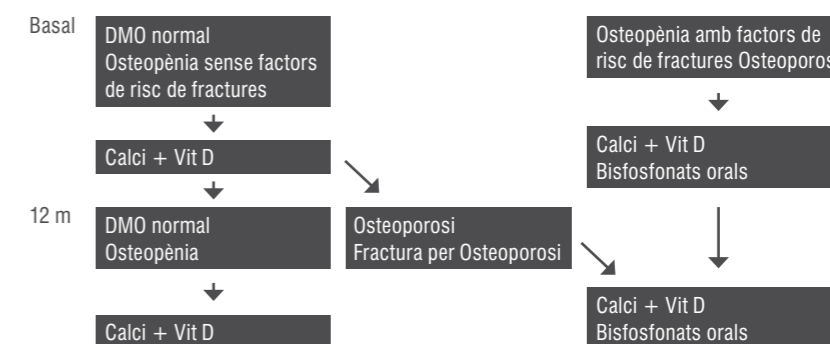 Basal
DMO normal
Osteopènia sense factors
de risc de fractures
Osteopènia amb factors de
risc de fractures Osteoporos
Calci + Vit D
Calci + Vit D
Bisfosfonats orals
12 m
DMO normal
Osteopènia
Osteoporosi
Fractura per Osteoporosi
Calci + Vit D
Calci + Vit D
Bisfosfonats orals